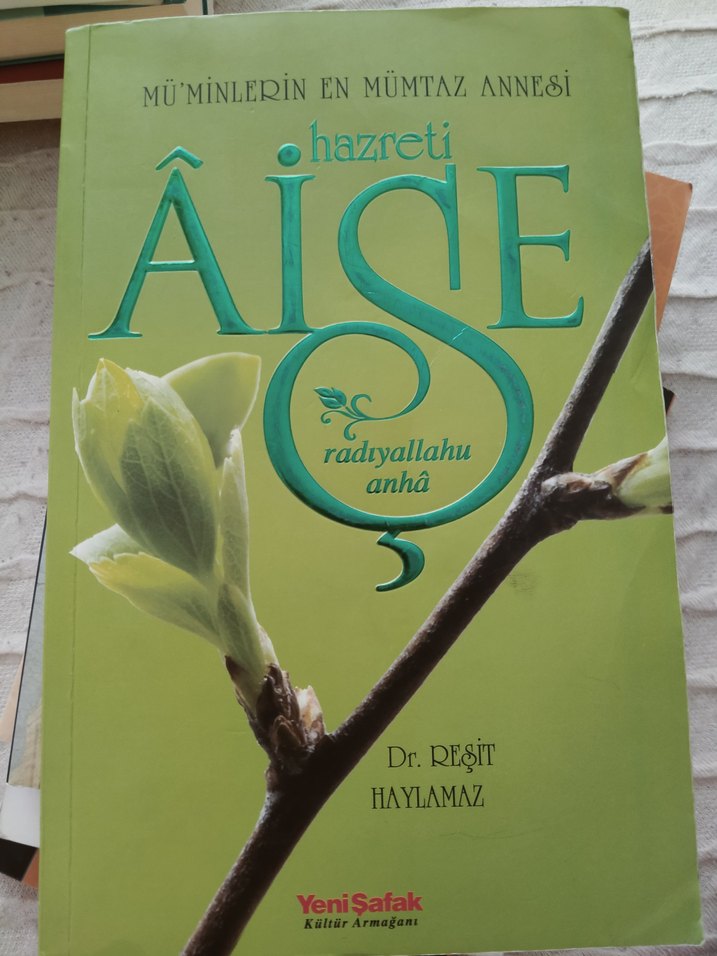 MÜ'MİNLERİN EN MÜMTAZ ANNESİ
hazreti
ÂİŞE
radıyallahu
anhâ
Dr. REŞİT
HAYLAMAZ
YeniŞafak
Kültür Armağanı